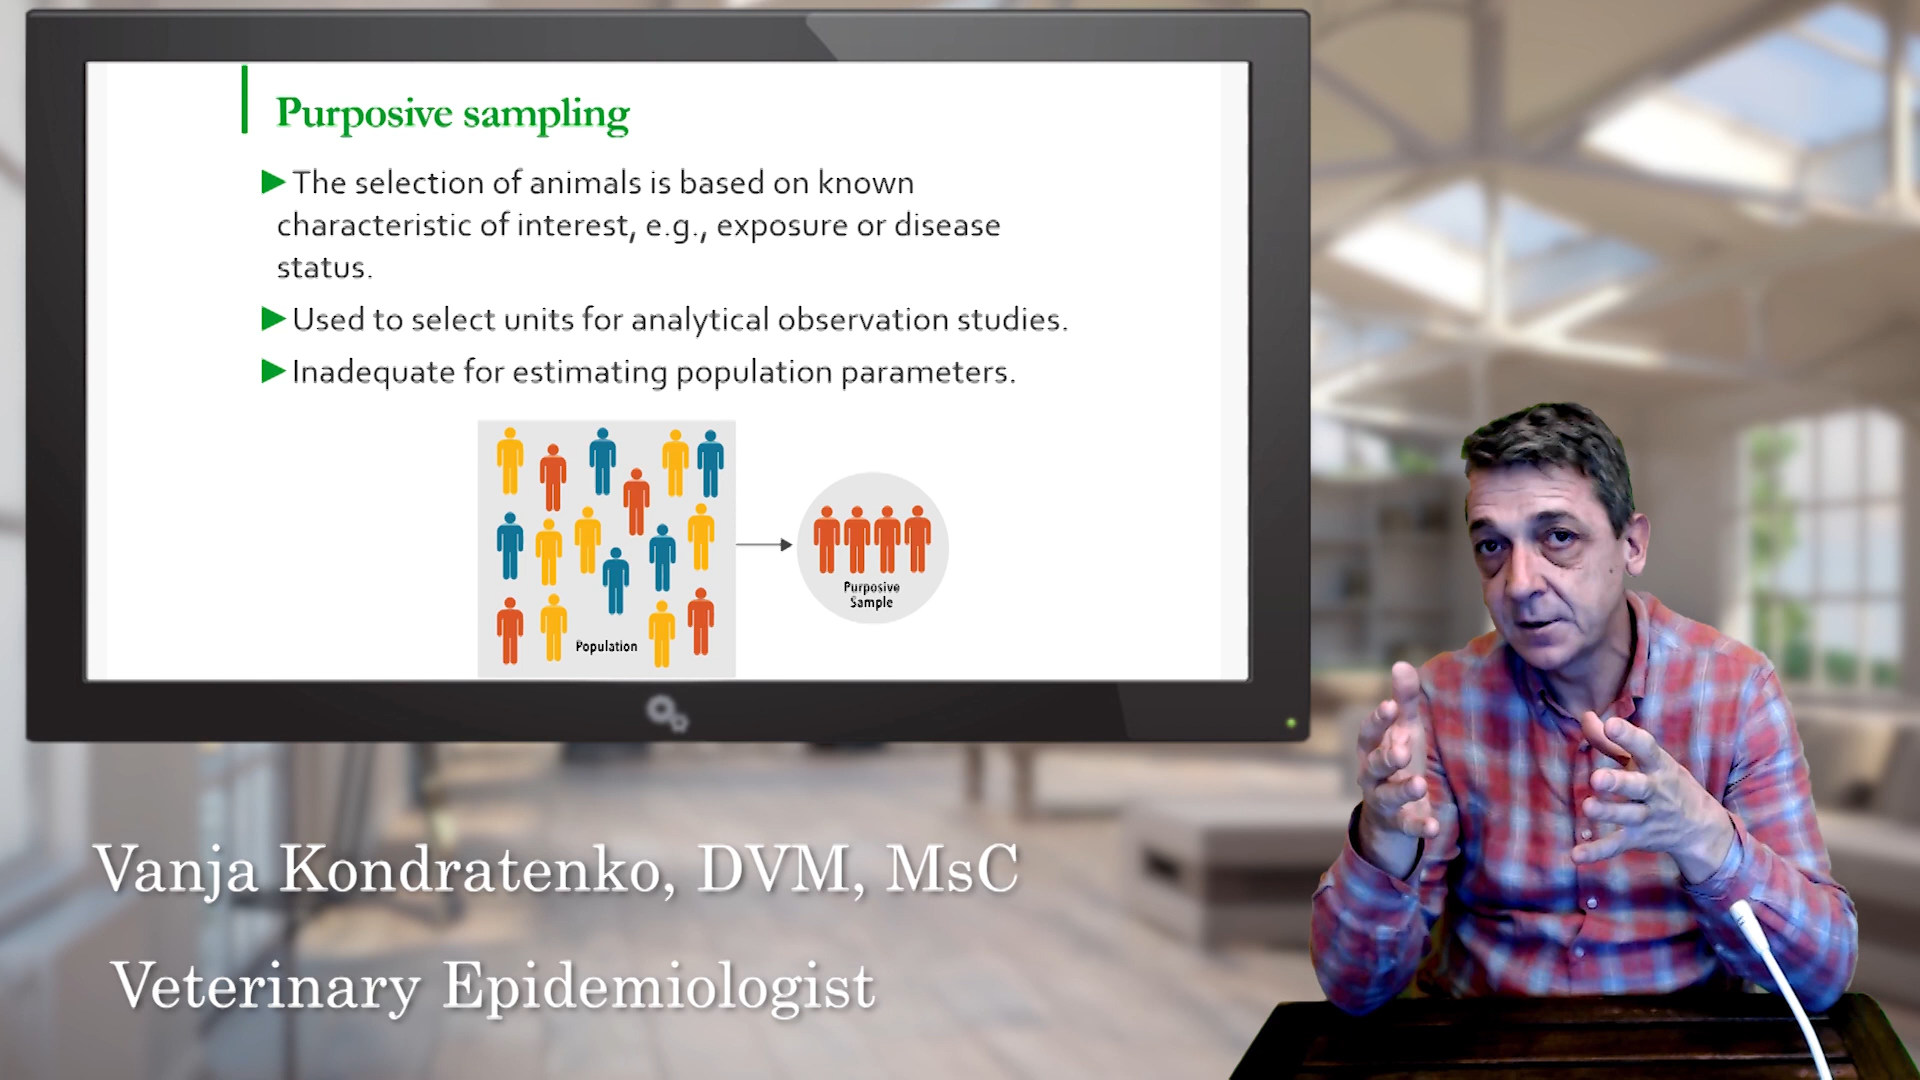 Purposive sampling
▶ The selection of animals is based on known
characteristic of interest, e.g., exposure or disease
status.
▶ Used to select units for analytical observation studies.
▶ Inadequate for estimating population parameters.
Population
Purposive
Sample
Vanja Kondratenko, DVM, MsC
Veterinary Epidemiologist